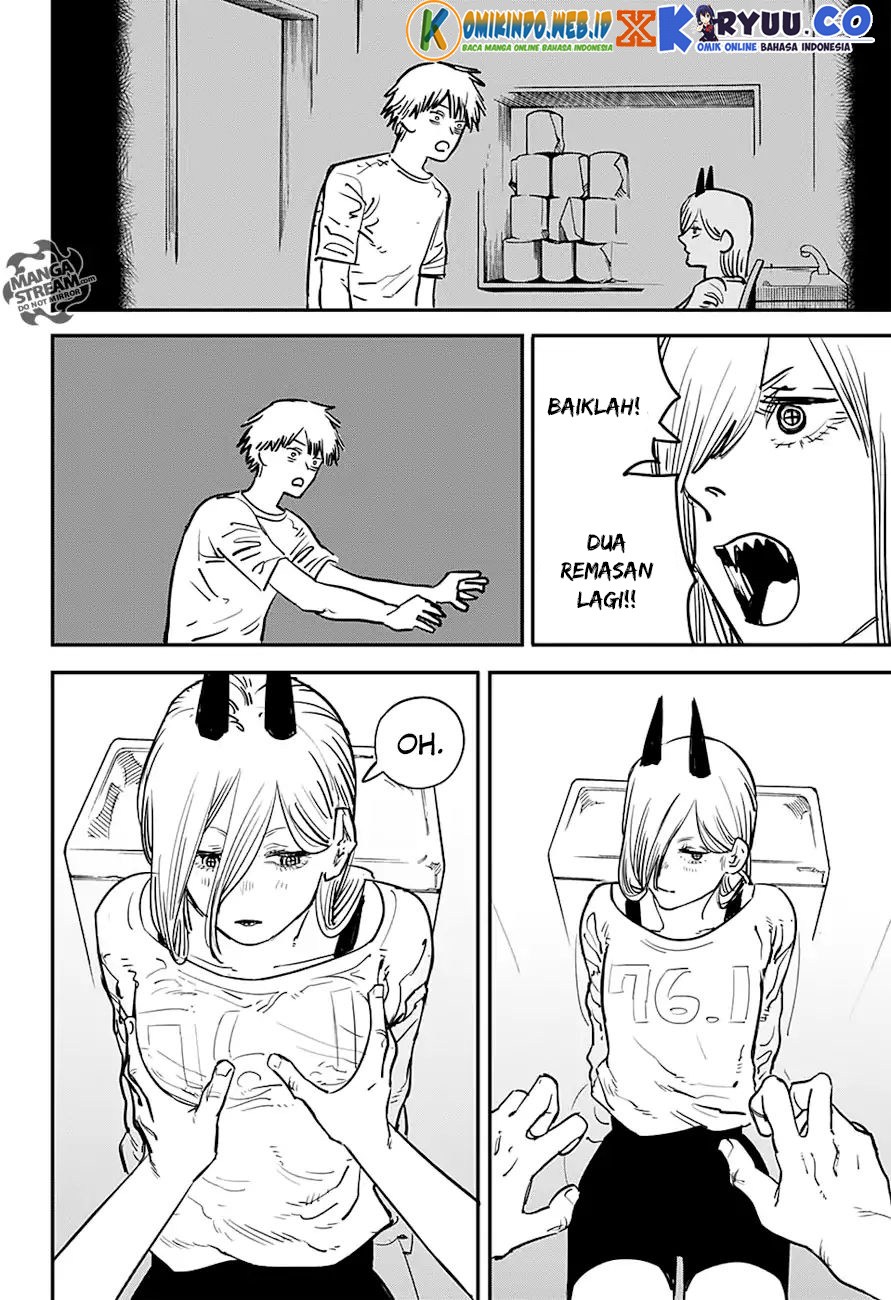 KOMIKINDO.WEB.ID
BACA MANGA ONLINE BAHASA INDONESIA
X
KIRYUU.CO
KOMIK ONLINE BAHASA INDONESIA
MANGA
STREAM.com
DO NOT MIRROR
BAIKLAH!
DUA
REMASAN
LAGI!!
OH.
76.1